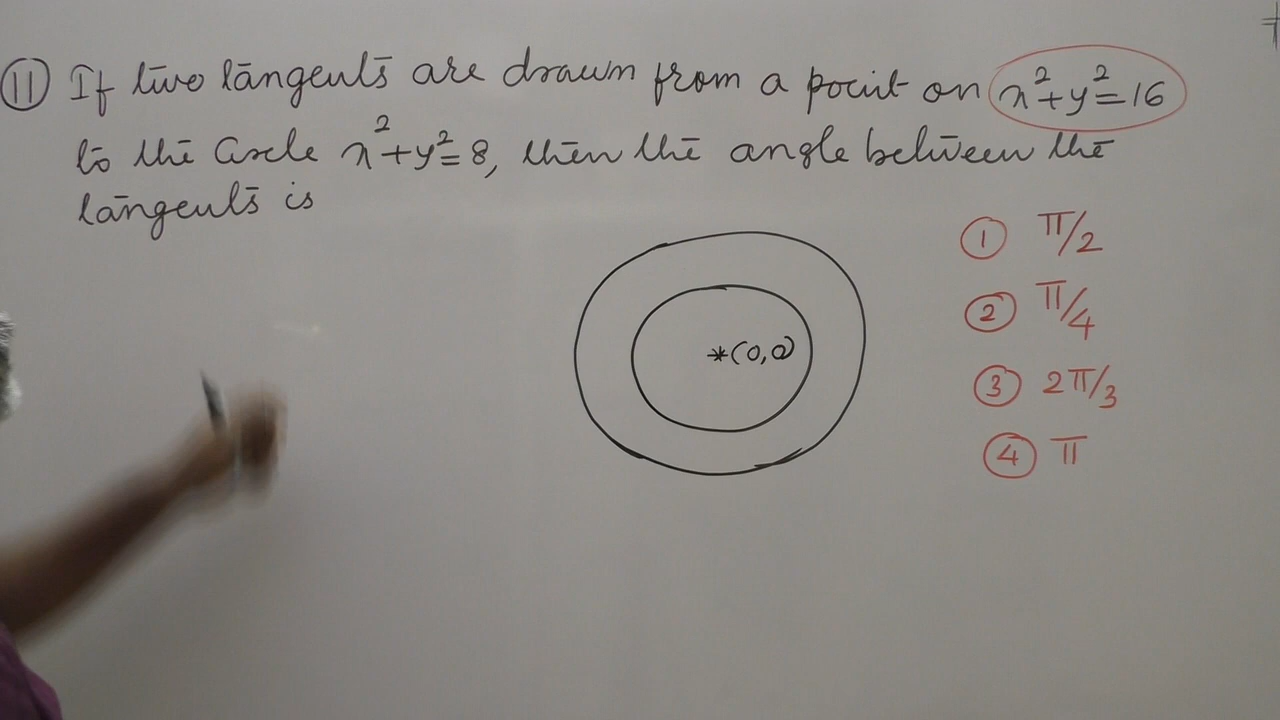 11 If two tangents are drawn from a point on x²+y²=16
to the Circle x²+y²=8, then the angle between the
tangents is
*(0,0)
1 π/2
2 π/4
3 2π/3
4 π